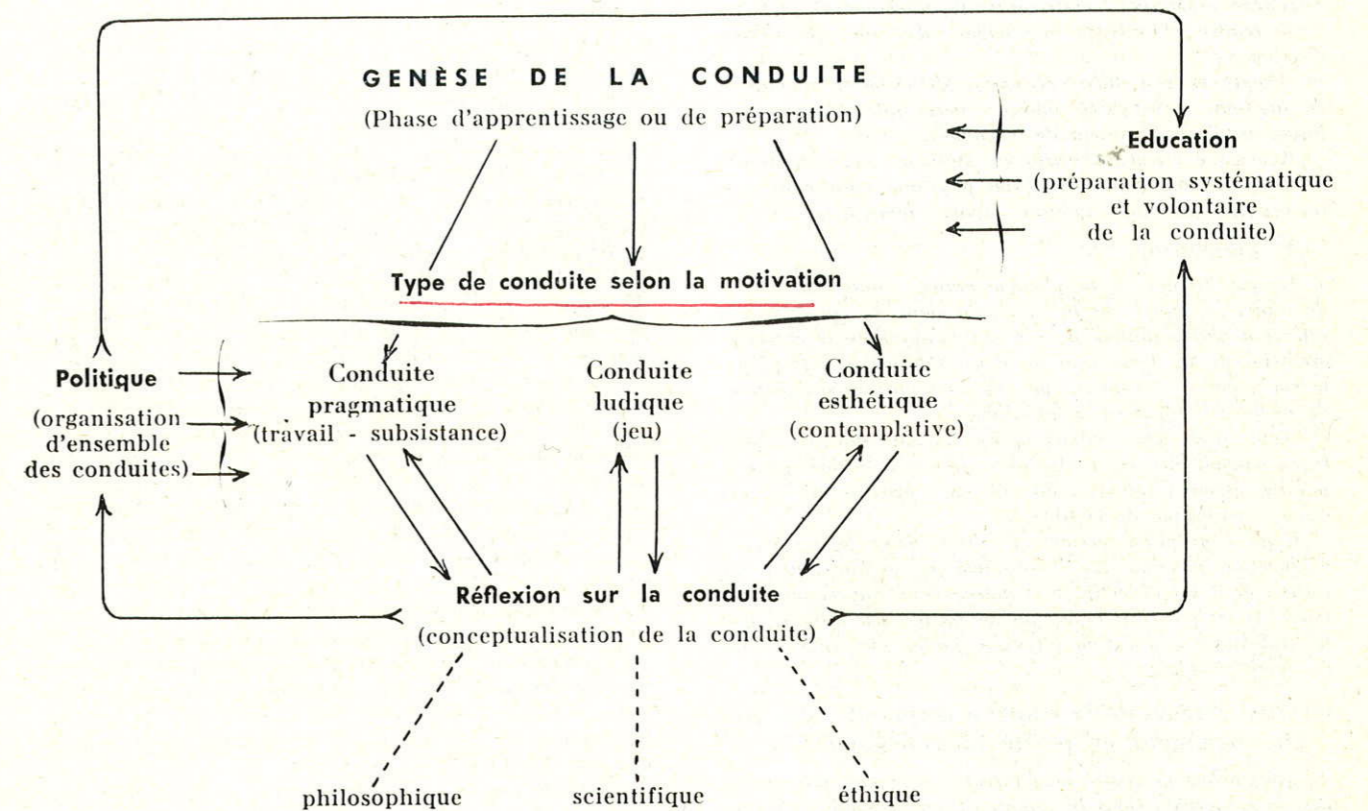 GENÈSE DE LA CONDUITE
(Phase d'apprentissage ou de préparation)
Education
(préparation systématique
et volontaire
de la conduite)
Type de conduite selon la motivation
Politique
(organisation
d'ensemble
des conduites)
Conduite
pragmatique
(travail - subsistance)
Conduite
ludique
(jeu)
Conduite
esthétique
(contemplative)
Réflexion sur la conduite
(conceptualisation de la conduite)
philosophique
scientifique
éthique